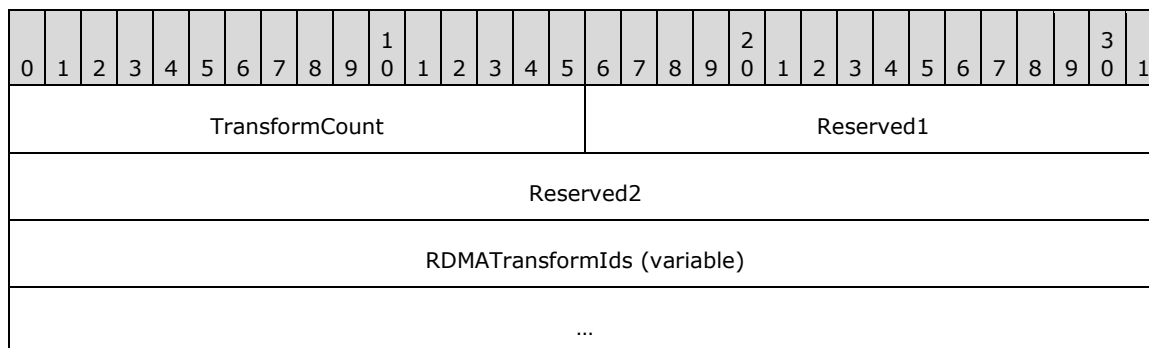 1 2 3
0 1 2 3 4 5 6 7 8 9 0 1 2 3 4 5 6 7 8 9 0 1 2 3 4 5 6 7 8 9 0 1
TransformCount Reserved1
Reserved2
RDMATransformIds (variable)
…